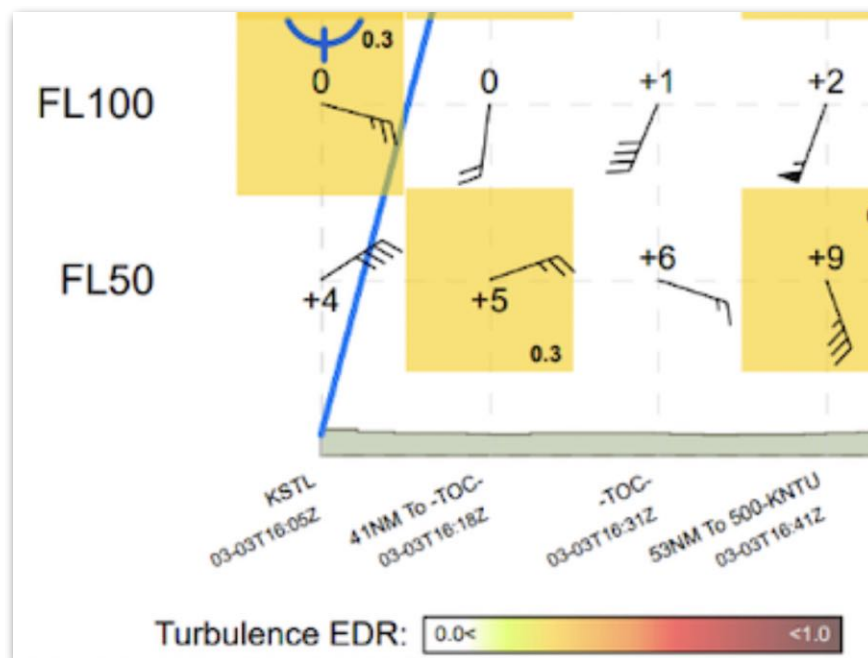 0.3
FL100 0 0 +1 +2
FL50 +4 +5 +6 +9
0.3
KSTL
03-03T16:05Z
41NM To -TOC-
03-03T16:18Z
-TOC-
03-03T16:31Z
53NM To 500-KNTU
03-03T16:41Z
Turbulence EDR: 0.0< <1.0